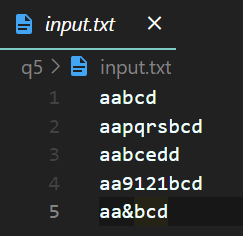 input.txt
q5 > input.txt
1 aabcd
2 aapqrsbcd
3 aabcedd
4 aa9121bcd
5 aa&bcd